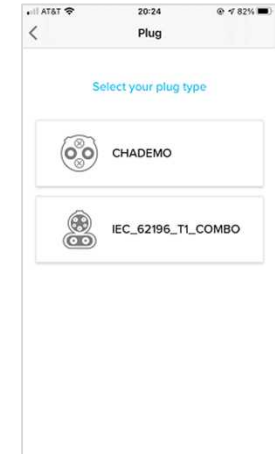 AT&T 20:24 82%
Plug
Select your plug type
CHADEMO
IEC_62196_T1_COMBO